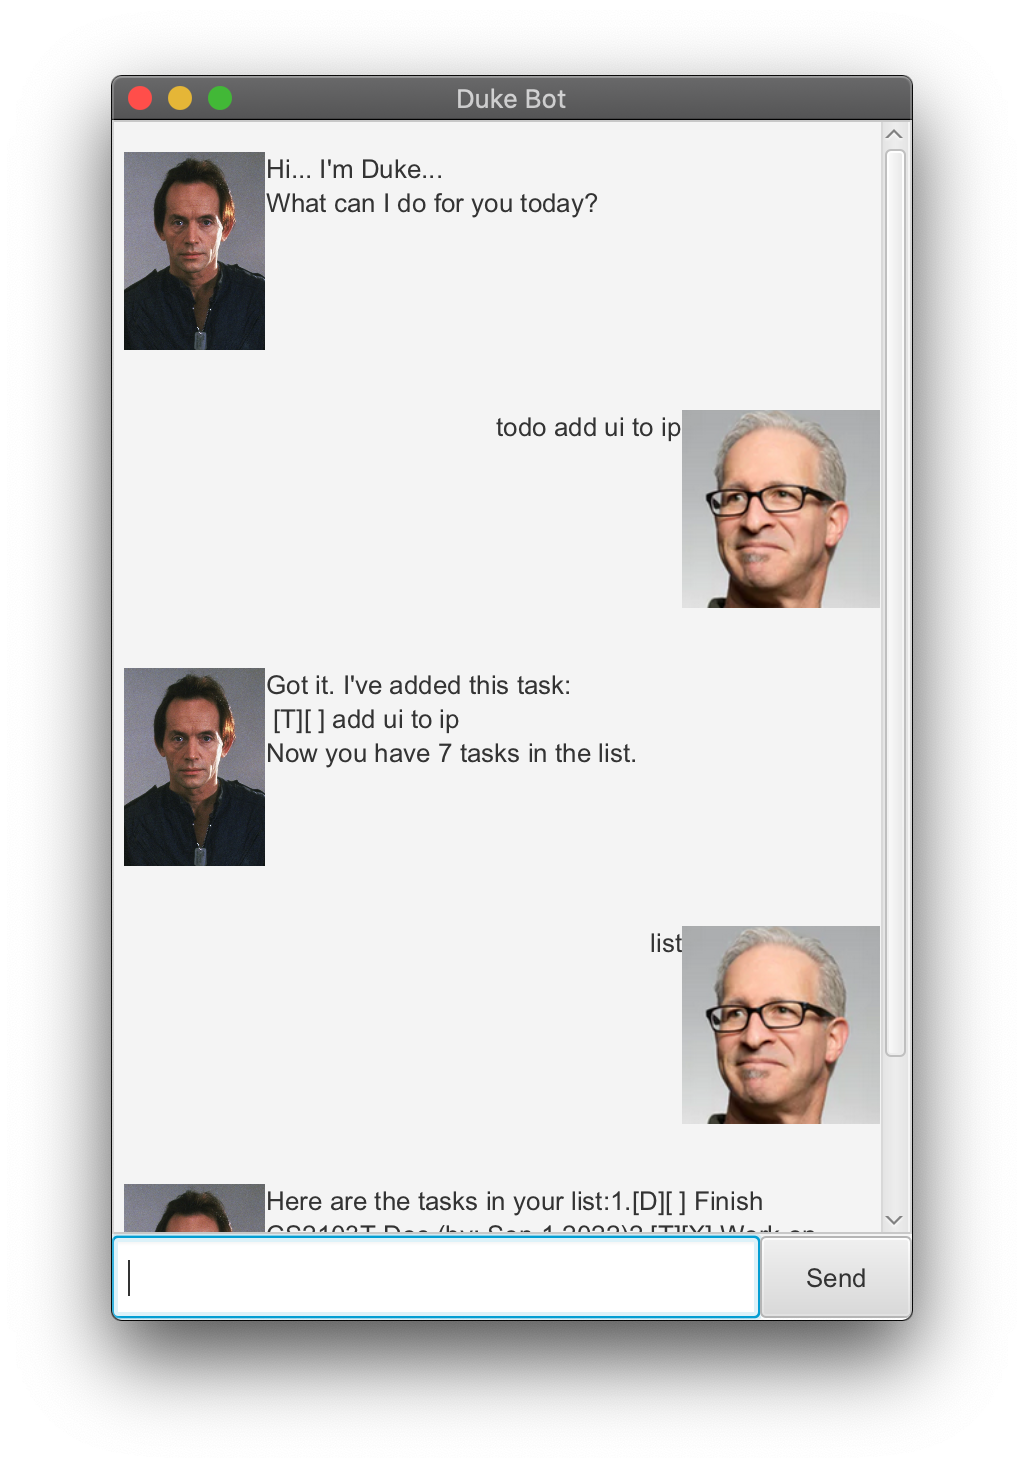 Duke Bot
Hi... I'm Duke...
What can I do for you today?
todo add ui to ip
Got it. I've added this task:
[T][ ] add ui to ip
Now you have 7 tasks in the list.
list
Here are the tasks in your list:1.[D][ ] Finish
Send